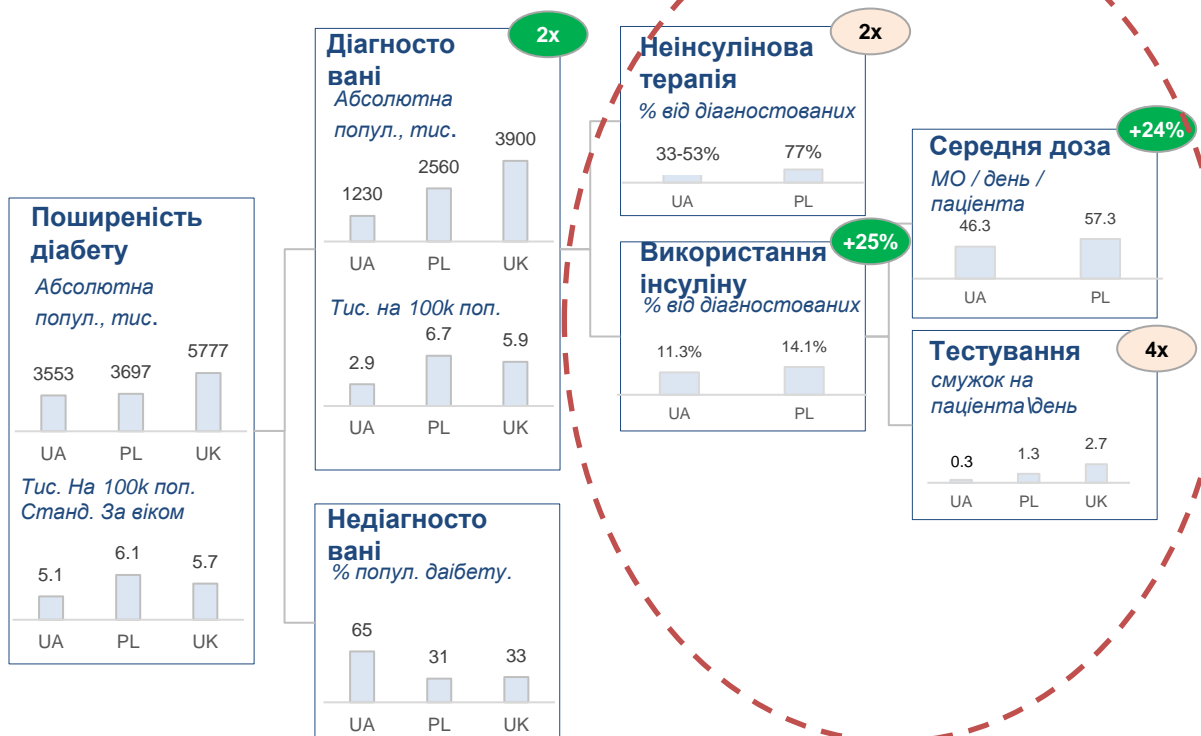 Поширеність
діабету
Абсолютна
попул., тис.
3553
3697
5777
UA
PL
UK
Тис. На 100k поп.
Станд. За віком
5.1
6.1
5.7
UA
PL
UK
Діагносто
вані
2x
Абсолютна
попул., тис.
1230
2560
3900
UA
PL
UK
Тис. на 100k поп.
2.9
6.7
5.9
UA
PL
UK
Недіагносто
вані
% попул. даібету.
65
31
33
UA
PL
UK
Неінсулінова
терапія
2x
% від діагностованих
33-53%
77%
UA
PL
Використання
інсуліну
+25%
% від діагностованих
11.3%
14.1%
UA
PL
Середня доза
+24%
МО / день /
пацієнта
46.3
57.3
UA
PL
Тестування
4x
смужок на
пацієнта\день
0.3
1.3
2.7
UA
PL
UK